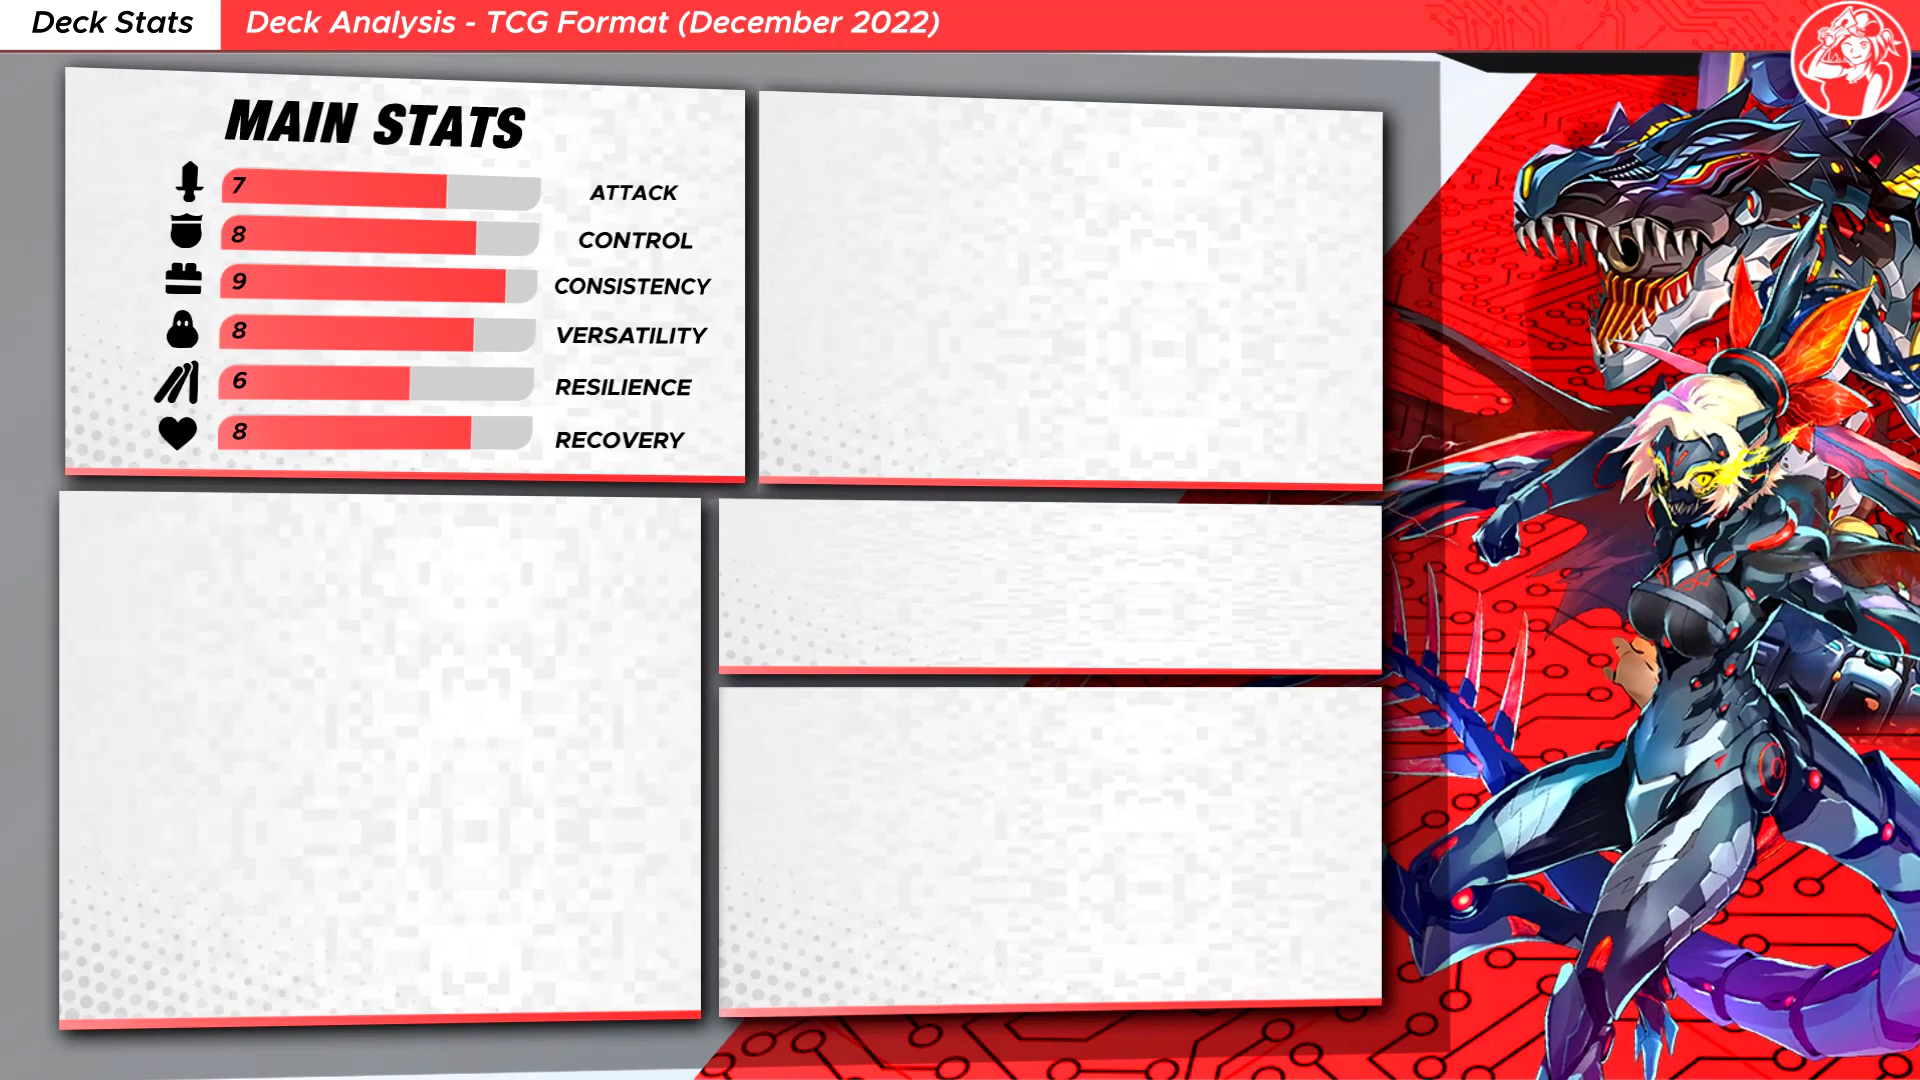 Deck Stats
Deck Analysis - TCG Format (December 2022)
MAIN STATS
7 ATTACK
8 CONTROL
9 CONSISTENCY
8 VERSATILITY
6 RESILIENCE
8 RECOVERY